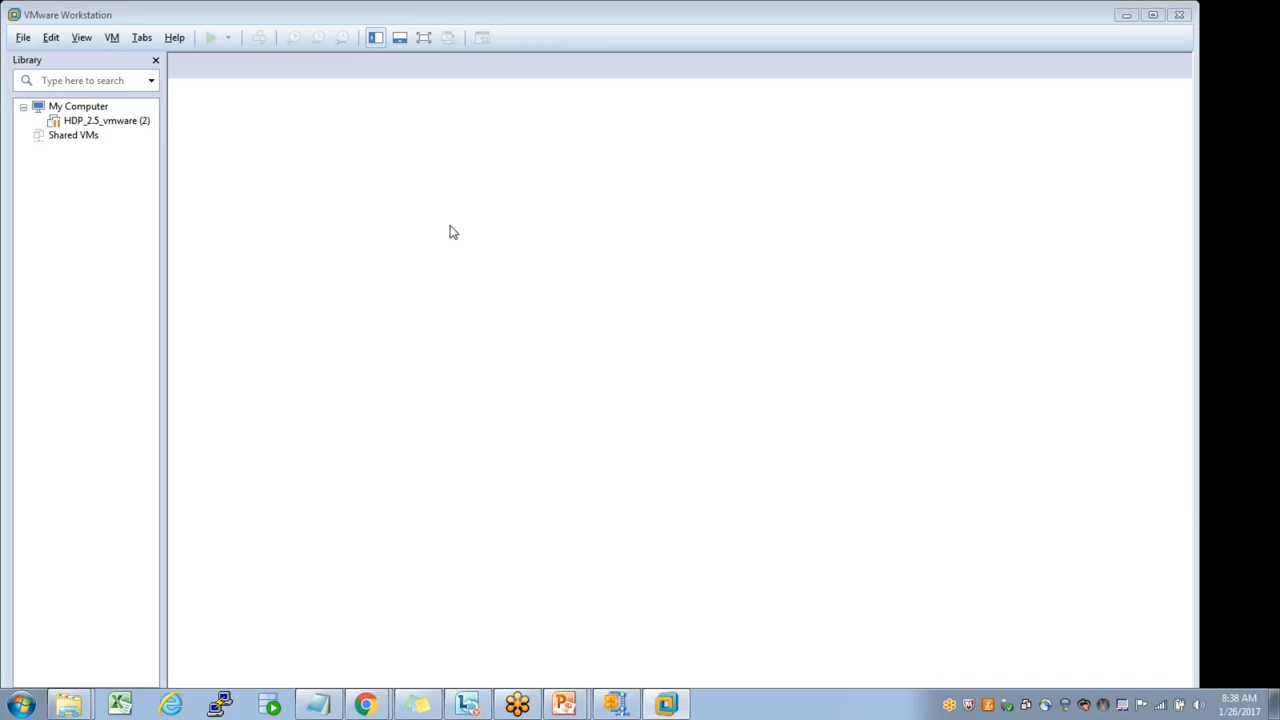 VMware Workstation
File Edit View VM Tabs Help
Library
Type here to search
My Computer
HDP_2.5_vmware (2)
Shared VMs
8:38 AM
1/26/2017